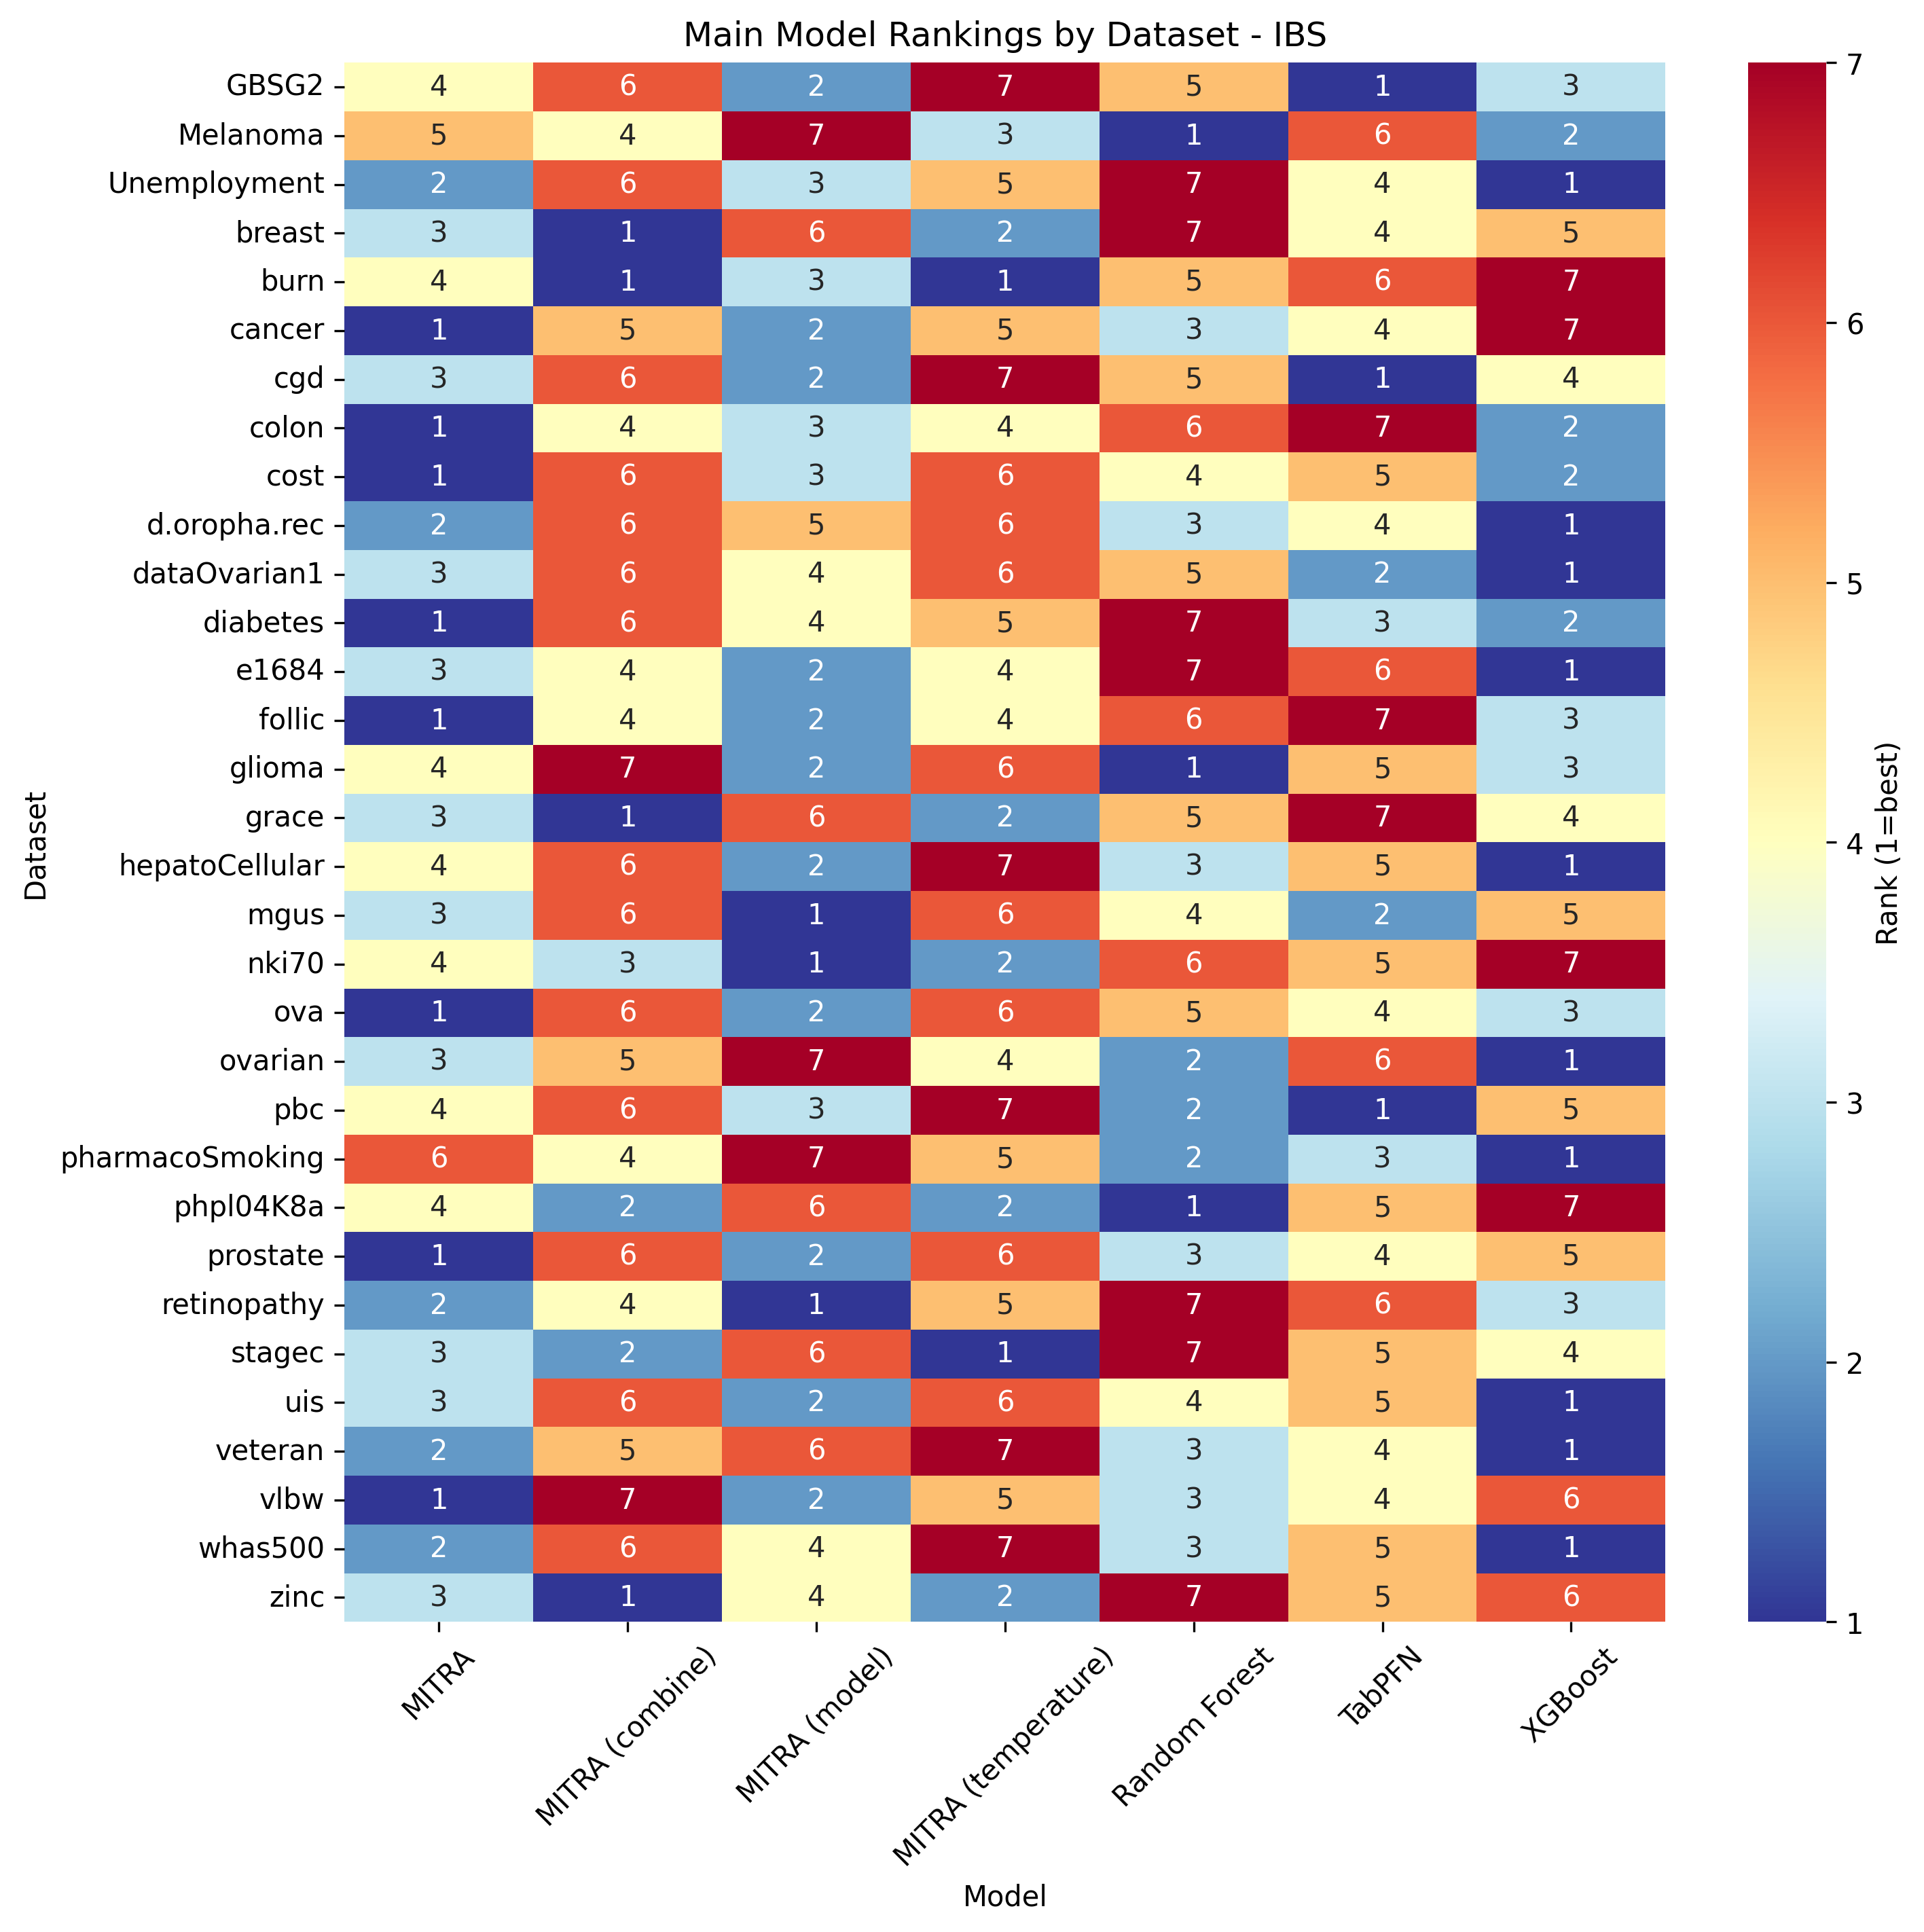 Main Model Rankings by Dataset - IBS
GBSG2 4 6 2 7 5 1 3
Melanoma 5 4 7 3 1 6 2
Unemployment 2 6 3 5 7 4 1
breast 3 1 6 2 7 4 5
burn 4 1 3 1 5 6 7
cancer 1 5 2 5 3 4 7
cgd 3 6 2 7 5 1 4
colon 1 4 3 4 6 7 2
cost 1 6 3 6 4 5 2
d.oropha.rec 2 6 5 6 3 4 1
dataOvarian1 3 6 4 6 5 2 1
diabetes 1 6 4 5 7 3 2
e1684 3 4 2 4 7 6 1
follic 1 4 2 4 6 7 3
glioma 4 7 2 6 1 5 3
grace 3 1 6 2 5 7 4
hepatoCellular 4 6 2 7 3 5 1
mgus 3 6 1 6 4 2 5
nki70 4 3 1 2 6 5 7
ova 1 6 2 6 5 4 3
ovarian 3 5 7 4 2 6 1
pbc 4 6 3 7 2 1 5
pharmacoSmoking 6 4 7 5 2 3 1
phpl04K8a 4 2 6 2 1 5 7
prostate 1 6 2 6 3 4 5
retinopathy 2 4 1 5 7 6 3
stagec 3 2 6 1 7 5 4
uis 3 6 2 6 4 5 1
veteran 2 5 6 7 3 4 1
vlbw 1 7 2 5 3 4 6
whas500 2 6 4 7 3 5 1
zinc 3 1 4 2 7 5 6
Dataset
MITRA
MITRA (combine)
MITRA (model)
MITRA (temperature)
Random Forest
TabPFN
XGBoost
Model
7
6
5
4
3
2
1
Rank (1=best)